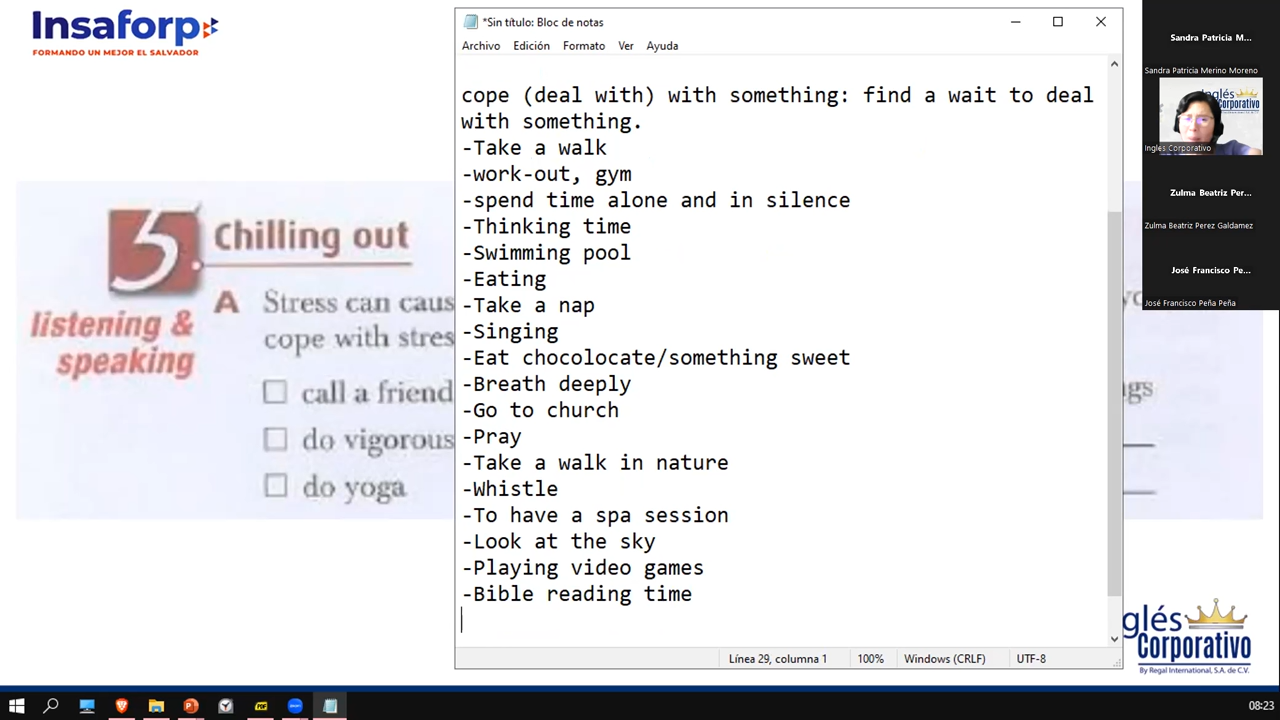 Insaforp
FORMANDO UN MEJOR EL SALVADOR
*Sin título: Bloc de notas
Archivo Edición Formato Ver Ayuda
cope (deal with) with something: find a wait to deal
with something.
-Take a walk
-work-out, gym
-spend time alone and in silence
-Thinking time
-Swimming pool
-Eating
-Take a nap
-Singing
-Eat chocolocate/something sweet
-Breath deeply
-Go to church
-Pray
-Take a walk in nature
-Whistle
-To have a spa session
-Look at the sky
-Playing video games
-Bible reading time
Línea 29, columna 1 100% Windows (CRLF) UTF-8
5 Chilling out
listening &
speaking
A Stress can caus
cope with stres
call a friend
do vigorous
do yoga
ngs
Sandra Patricia M...
Sandra Patricia Merino Moreno
Inglés
Corporativo
Inglés Corporativo
Zulma Beatriz Per...
Zulma Beatriz Perez Galdamez
José Francisco Pe...
José Francisco Peña Peña
glés
Corporativo
By Regal International, S.A. de C.V.
08:23